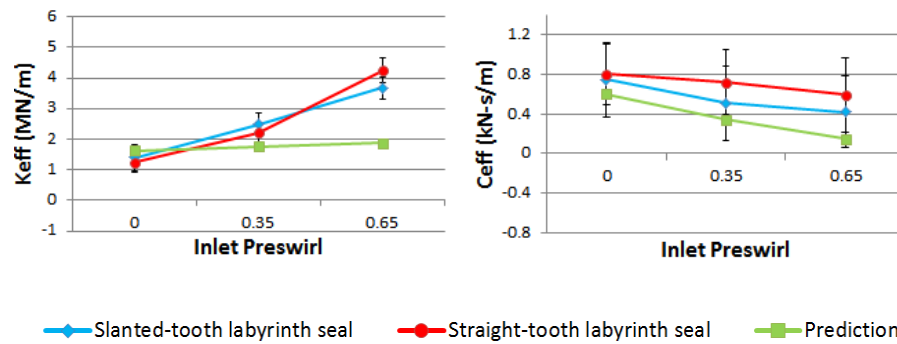 6
5
4
3
2
1
0
-1
Keff (MN/m)
0 0.35 0.65
Inlet Preswirl
1.2
0.8
0.4
0
-0.4
-0.8
Ceff (kN-s/m)
0 0.35 0.65
Inlet Preswirl
Slanted-tooth labyrinth seal Straight-tooth labyrinth seal Prediction